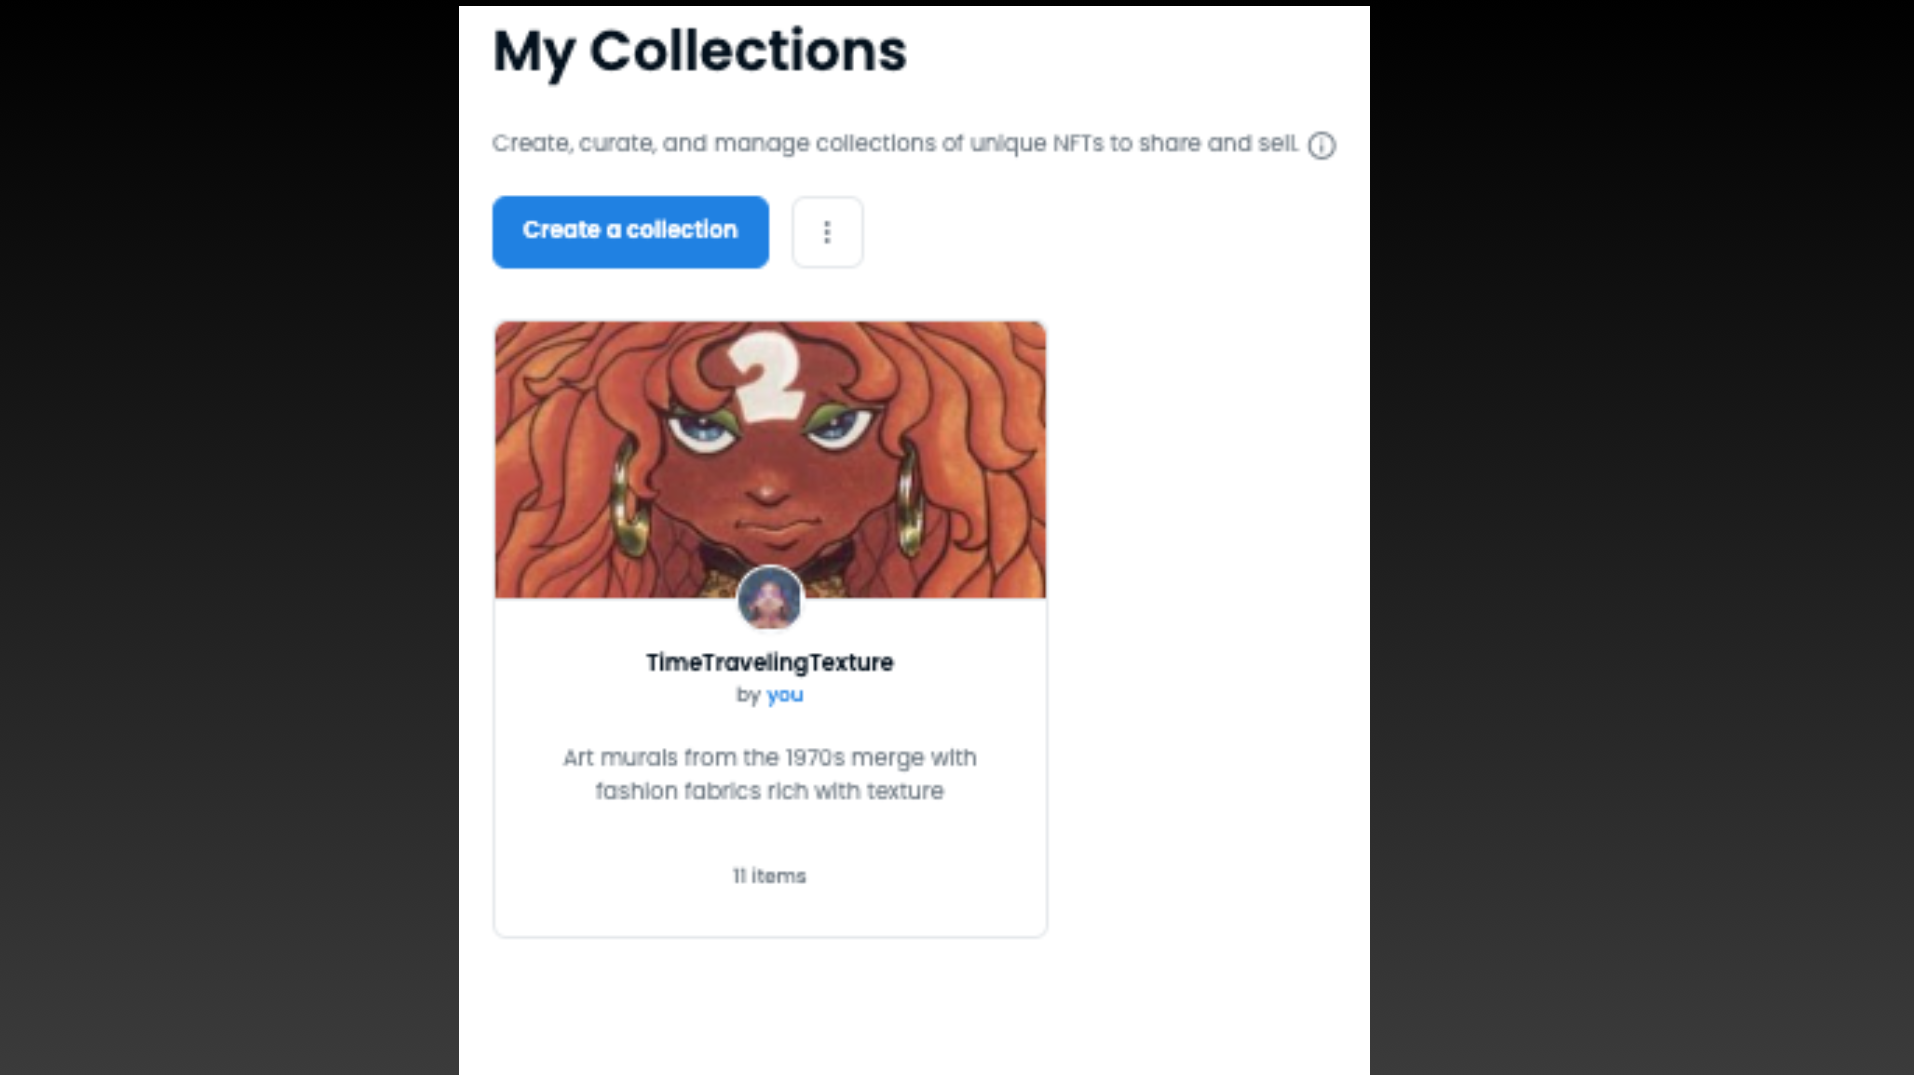 My Collections
Create, curate, and manage collections of unique NFTs to share and sell.
Create a collection
2
TimeTravelingTexture
by you
Art murals from the 1970s merge with
fashion fabrics rich with texture
11 items